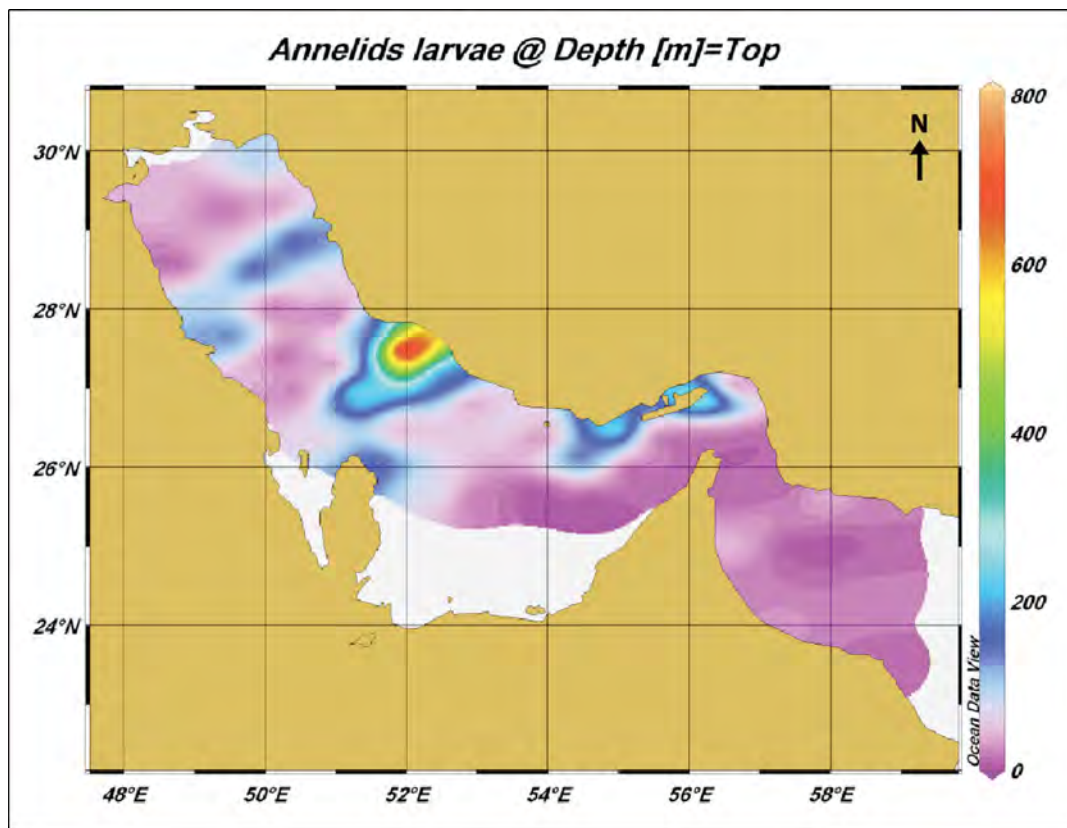 Annelids larvae @ Depth [m]=Top
N
30°N
28°N
26°N
24°N
48°E 50°E 52°E 54°E 56°E 58°E
800
600
400
200
0
Ocean Data View